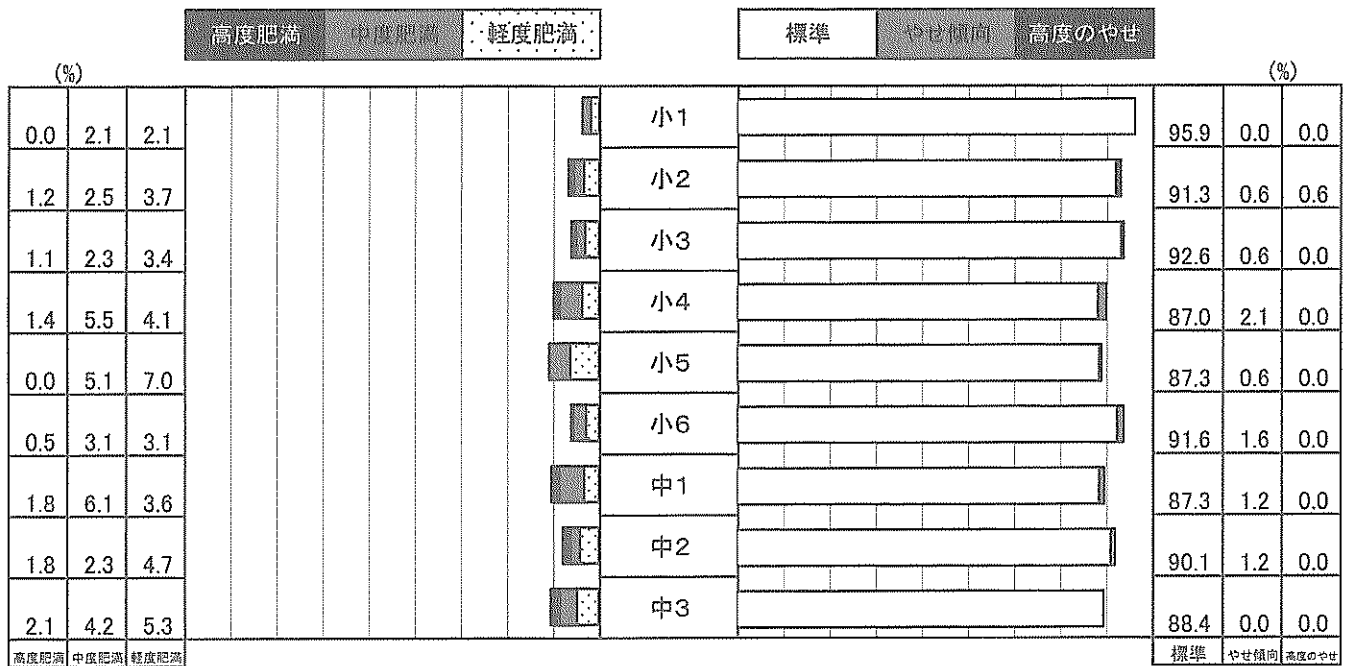 高度肥満 中度肥満 軽度肥満 標準 やせ傾向 高度のやせ
(%) (%)
0.0 2.1 2.1 小1 95.9 0.0 0.0
1.2 2.5 3.7 小2 91.3 0.6 0.6
1.1 2.3 3.4 小3 92.6 0.6 0.0
1.4 5.5 4.1 小4 87.0 2.1 0.0
0.0 5.1 7.0 小5 87.3 0.6 0.0
0.5 3.1 3.1 小6 91.6 1.6 0.0
1.8 6.1 3.6 中1 87.3 1.2 0.0
1.8 2.3 4.7 中2 90.1 1.2 0.0
2.1 4.2 5.3 中3 88.4 0.0 0.0
高度肥満 中度肥満 軽度肥満 標準 やせ傾向 高度のやせ